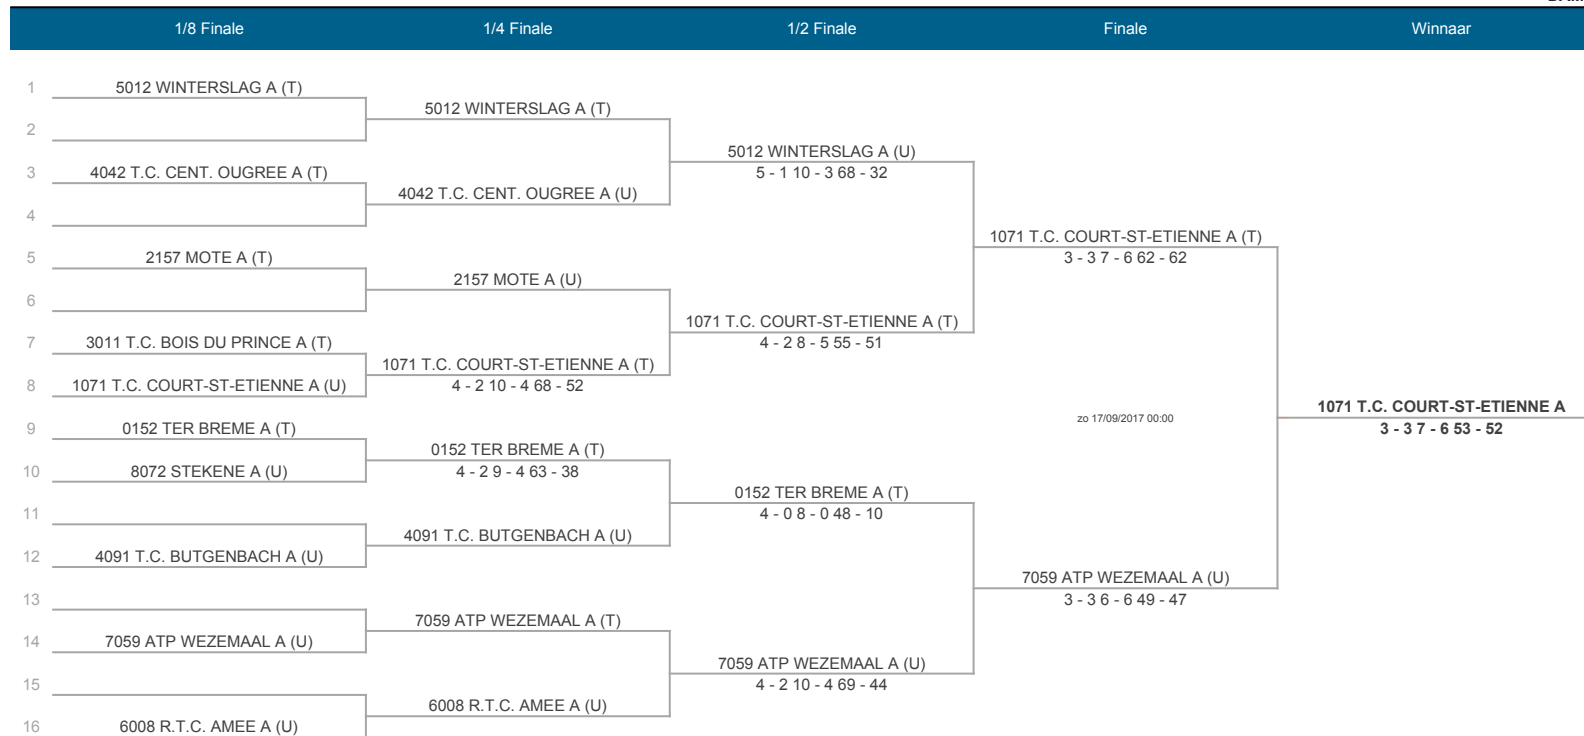 1/8 Finale 1/4 Finale 1/2 Finale Finale Winnaar
1 5012 WINTERSLAG A (T)
5012 WINTERSLAG A (T)
2
5012 WINTERSLAG A (U)
3 4042 T.C. CENT. OUGREE A (T)
5 - 1 10 - 3 68 - 32
4042 T.C. CENT. OUGREE A (U)
4
1071 T.C. COURT-ST-ETIENNE A (T)
5 2157 MOTE A (T)
3 - 3 7 - 6 62 - 62
2157 MOTE A (U)
6
1071 T.C. COURT-ST-ETIENNE A (T)
7 3011 T.C. BOIS DU PRINCE A (T)
4 - 2 8 - 5 55 - 51
1071 T.C. COURT-ST-ETIENNE A (T)
8 1071 T.C. COURT-ST-ETIENNE A (U)
4 - 2 10 - 4 68 - 52
1071 T.C. COURT-ST-ETIENNE A
zo 17/09/2017 00:00
9 0152 TER BREME A (T)
3 - 3 7 - 6 53 - 52
0152 TER BREME A (T)
10 8072 STEKENE A (U)
4 - 2 9 - 4 63 - 38
0152 TER BREME A (T)
11
4 - 0 8 - 0 48 - 10
4091 T.C. BUTGENBACH A (U)
12 4091 T.C. BUTGENBACH A (U)
7059 ATP WEZEMAAL A (U)
13
3 - 3 6 - 6 49 - 47
7059 ATP WEZEMAAL A (T)
14 7059 ATP WEZEMAAL A (U)
7059 ATP WEZEMAAL A (U)
15
4 - 2 10 - 4 69 - 44
6008 R.T.C. AMEE A (U)
16 6008 R.T.C. AMEE A (U)